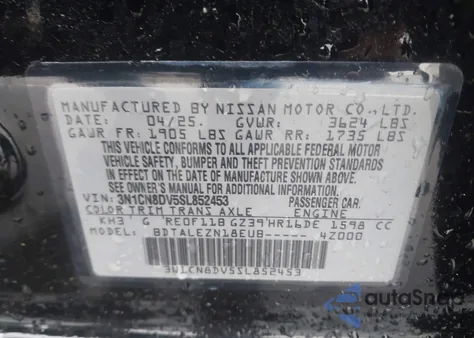 MANUFACTURED BY NISSAN MOTOR CO., LTD.
DATE: 04/25. GVWR: 3624 LBS
GAWR FR: 1905 LBS GAWR RR: 1735 LBS
THIS VEHICLE CONFORMS TO ALL APPLICABLE FEDERAL MOTOR
VEHICLE SAFETY, BUMPER AND THEFT PREVENTION STANDARDS
IN EFFECT ON THE DATE OF MANUFACTURE SHOWN ABOVE.
SEE OWNER'S MANUAL FOR ADDITIONAL INFORMATION.
VIN: 3N1CN8DV5SL852453 PASSENGER CAR
COLOR TRIM TRANS AXLE ENGINE
KH3 G RE0F11B GZ39 HR16DE 1598 CC
MODEL: BDTALEZN18EUB----- 4Z000
3N1CN8DV5SL852453
autoSnap